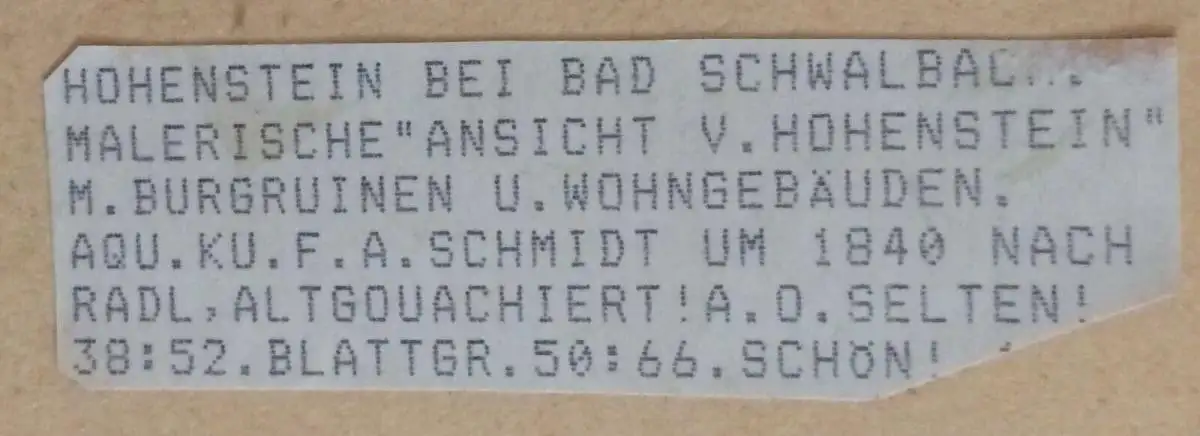 HOHENSTEIN BEI BAD SCHWALBACH.
MALERISCHE"ANSICHT V.HOHENSTEIN"
M.BURGRUINEN U.WOHNGEBÄUDEN.
AQU.KU.F.A.SCHMIDT UM 1840 NACH
RADL,ALTGOUACHIERT!A.O.SELTEN!
38:52.BLATTGR.50:66.SCHÖN!